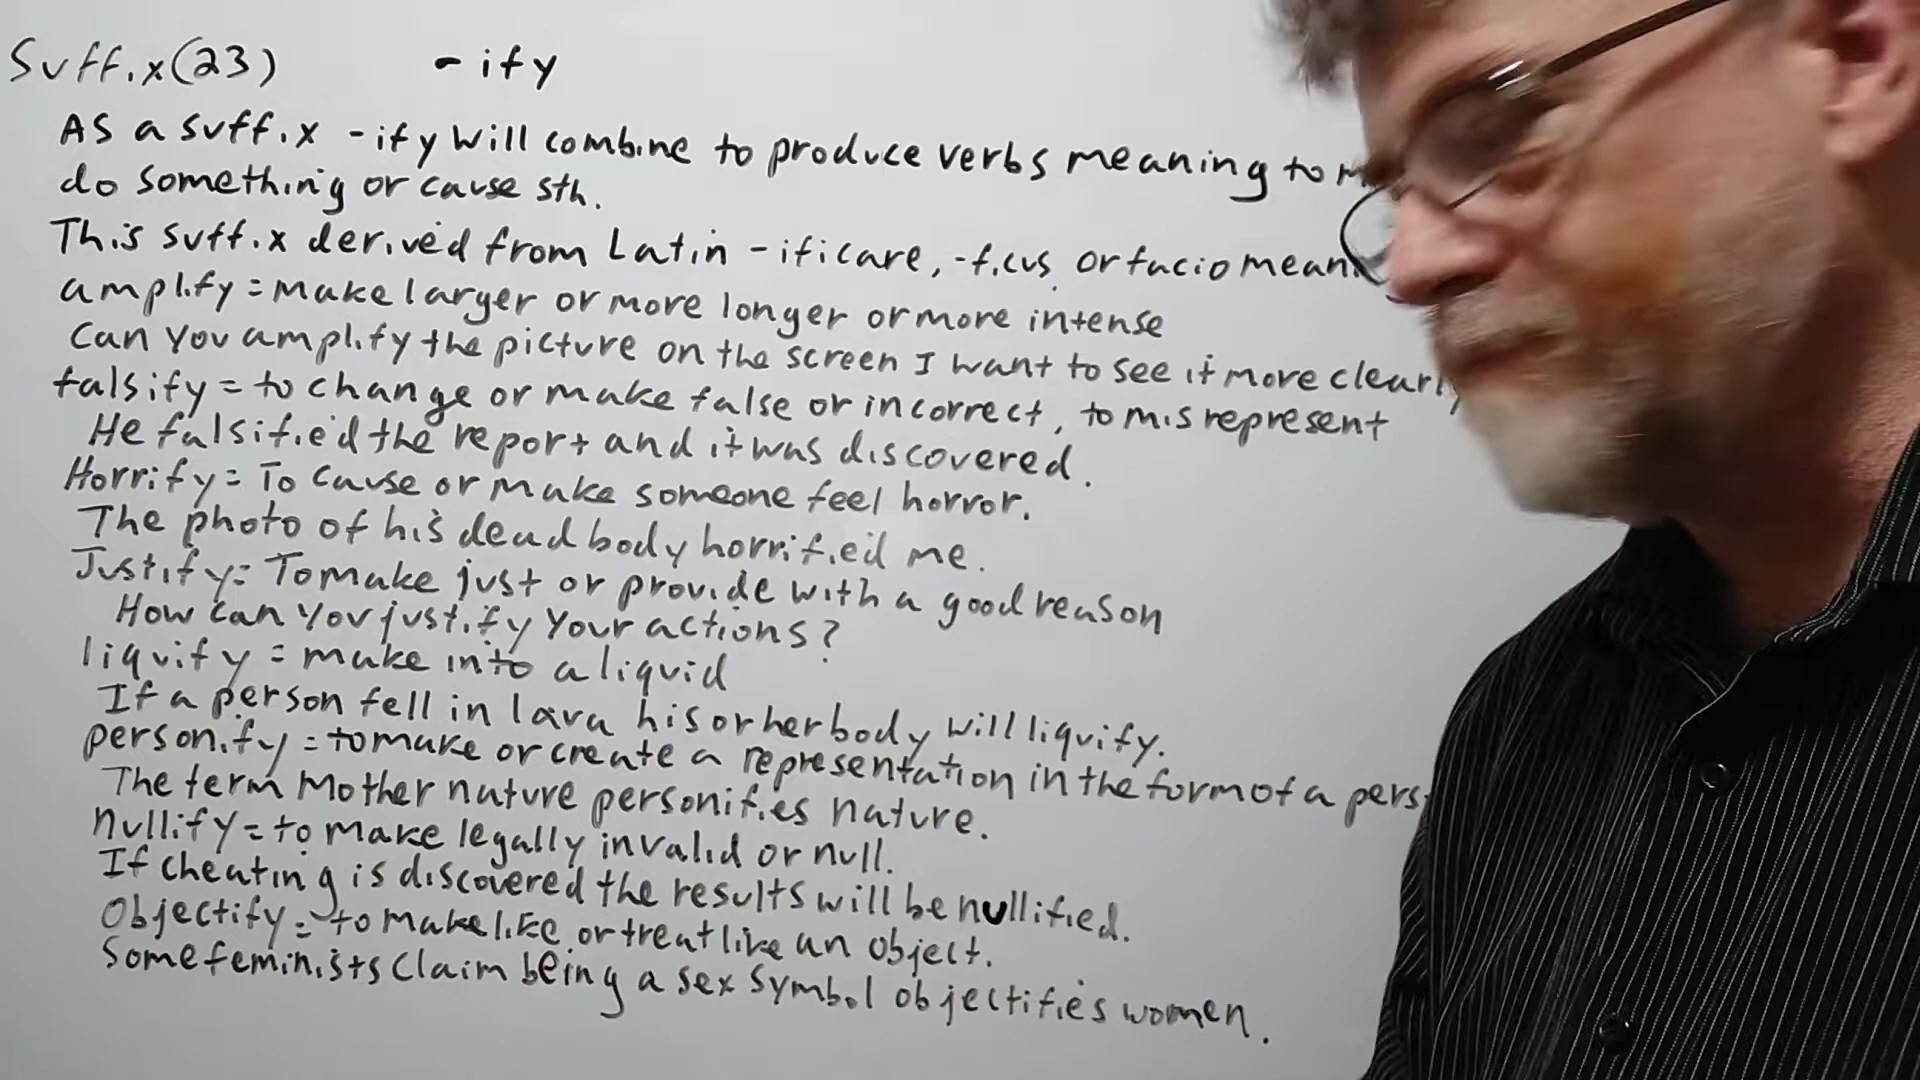 Suffix(23) -ify
As a suffix -ify will combine to produce verbs meaning to
do something or cause sth.
This suffix derived from Latin -ificare, -ficus or facio mean
amplify = make larger or more longer or more intense
Can you amplify the picture on the screen I want to see it more clearly
falsify = to change or make false or incorrect, to misrepresent
He falsified the report and it was discovered.
Horrify = To cause or make someone feel horror.
The photo of his dead body horrified me.
Justify = To make just or provide with a good reason
How can you justify your actions?
liquify = make into a liquid
If a person fell in lava his or her body will liquify.
personify = to make or create a representation in the form of a pers
The term Mother nature personifies nature.
nullify = to make legally invalid or null.
If cheating is discovered the results will be nullified.
Objectify = to make like or treat like an object.
Some feminists claim being a sex symbol objectifies women.